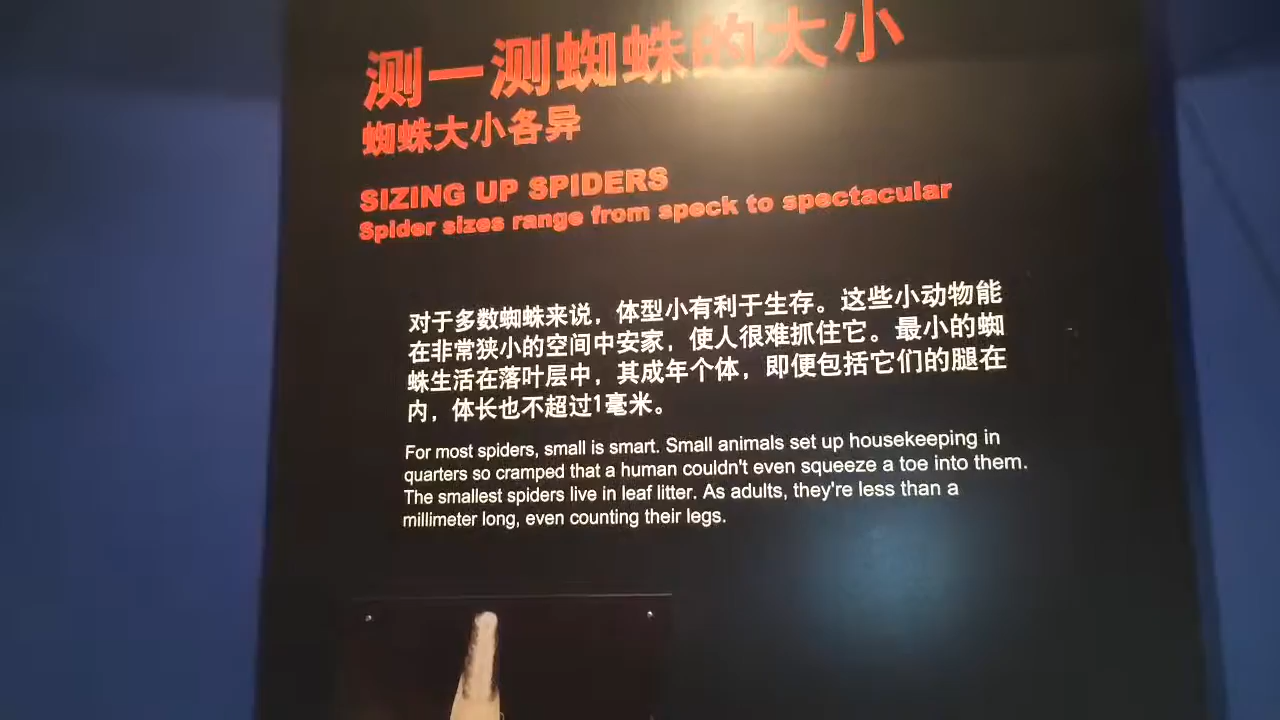 测一测蜘蛛的大小
蜘蛛大小各异
SIZING UP SPIDERS
Spider sizes range from speck to spectacular
对于多数蜘蛛来说，体型小有利于生存。这些小动物能
在非常狭小的空间中安家，使人很难抓住它。最小的蜘
蛛生活在落叶层中，其成年个体，即便包括它们的腿在
内，体长也不超过1毫米。
For most spiders, small is smart. Small animals set up housekeeping in
quarters so cramped that a human couldn't even squeeze a toe into them.
The smallest spiders live in leaf litter. As adults, they're less than a
millimeter long, even counting their legs.